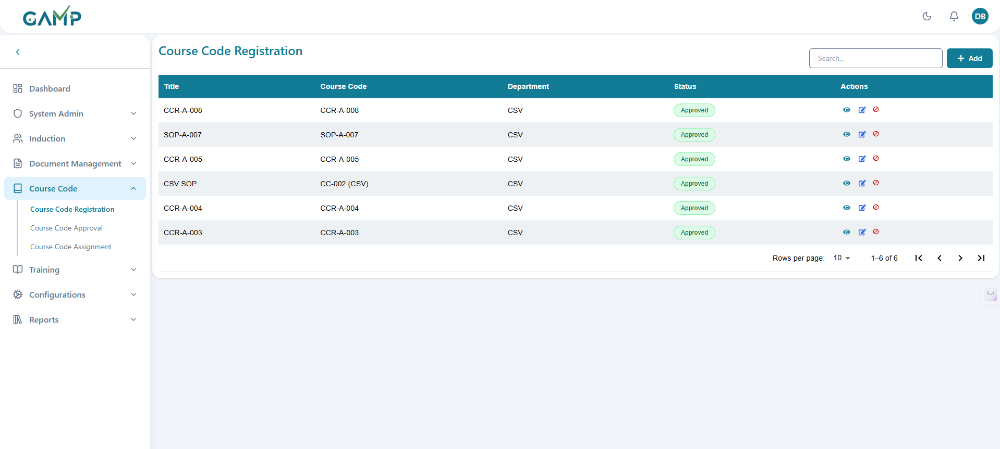 GAMP
DB
Course Code Registration
Search...
Add
Dashboard
System Admin
Induction
Document Management
Course Code
Course Code Registration
Course Code Approval
Course Code Assignment
Training
Configurations
Reports
Title Course Code Department Status Actions
CCR-A-008 CCR-A-008 CSV Approved
SOP-A-007 SOP-A-007 CSV Approved
CCR-A-005 CCR-A-005 CSV Approved
CSV SOP CC-002 (CSV) CSV Approved
CCR-A-004 CCR-A-004 CSV Approved
CCR-A-003 CCR-A-003 CSV Approved
Rows per page: 10 1–6 of 6